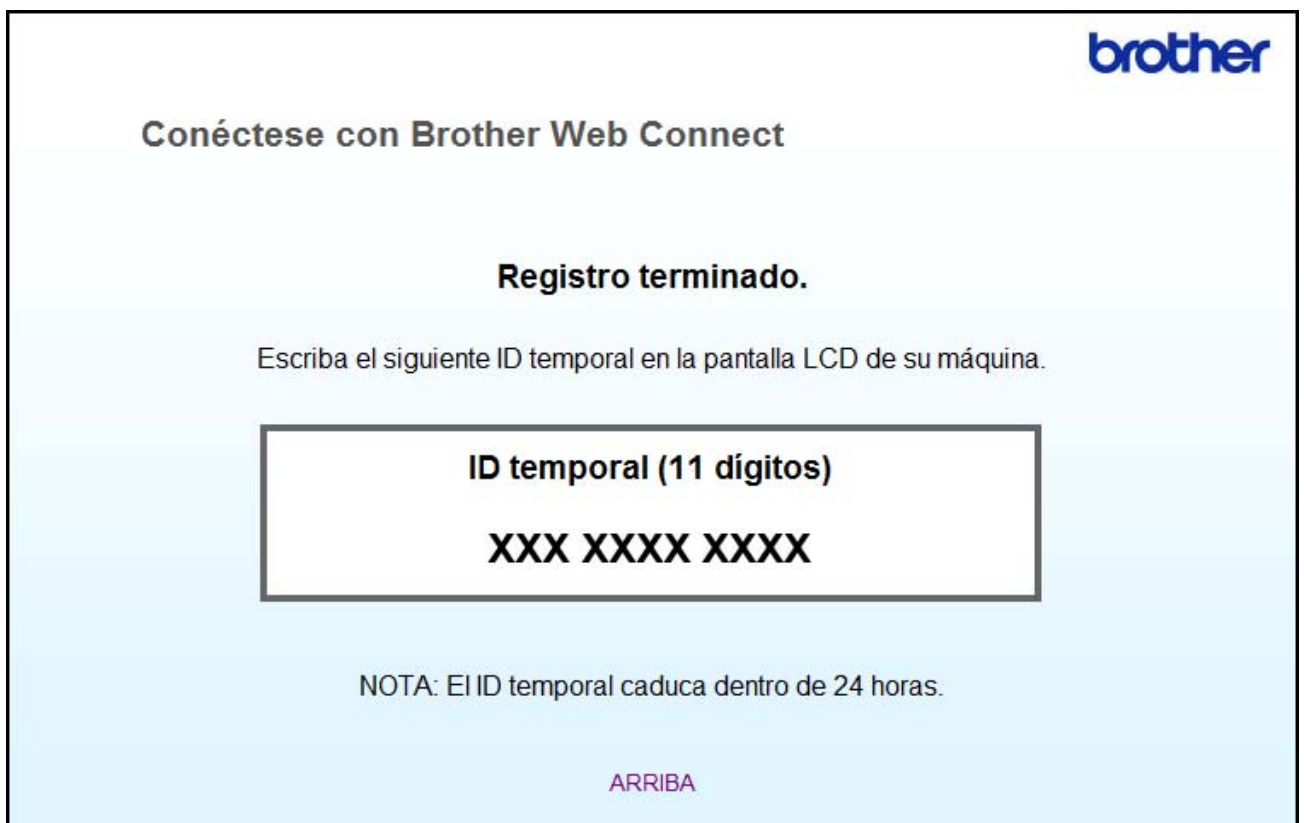 brother
Conéctese con Brother Web Connect
Registro terminado.
Escriba el siguiente ID temporal en la pantalla LCD de su máquina.
ID temporal (11 dígitos)
XXX XXXX XXXX
NOTA: El ID temporal caduca dentro de 24 horas.
ARRIBA